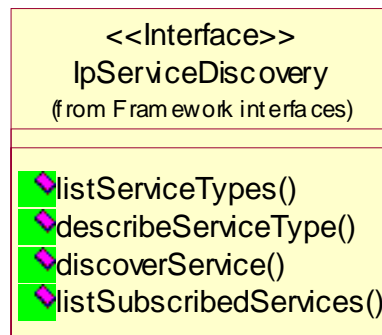 <<Interface>>
IpServiceDiscovery
(from Framework interfaces)
listServiceTypes()
describeServiceType()
discoverService()
listSubscribedServices()